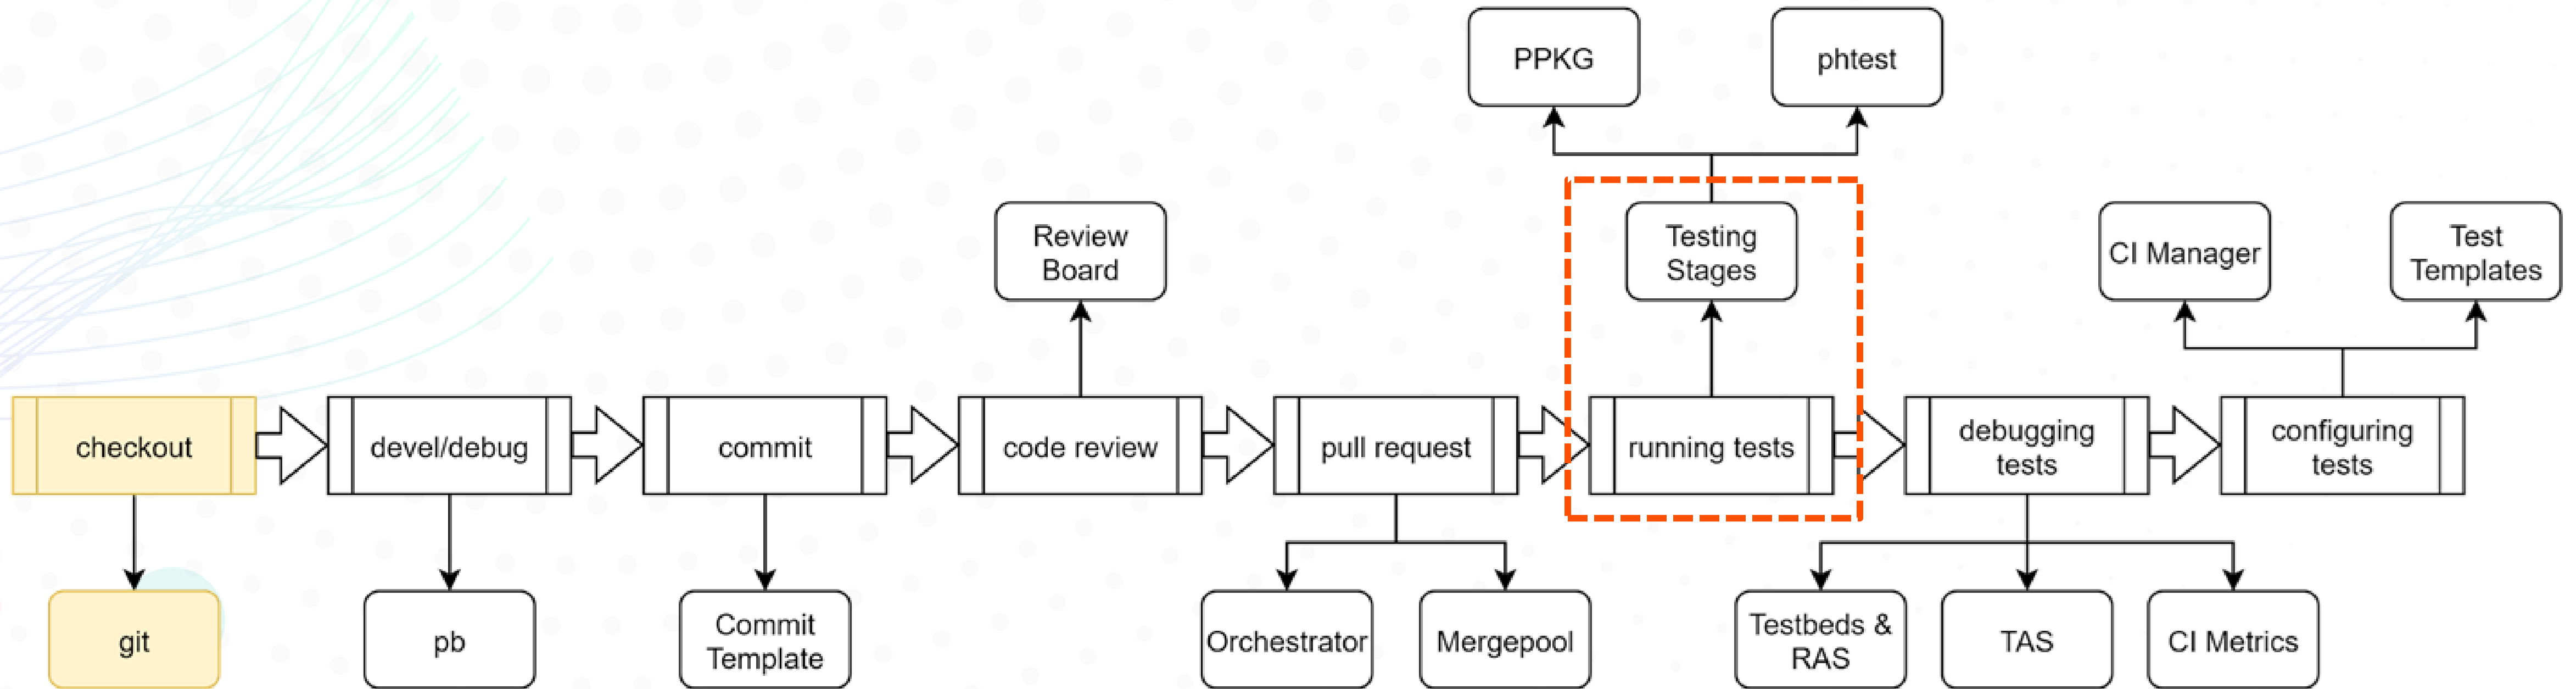 PPKG
phtest
Review
Board
Testing
Stages
CI Manager
Test
Templates
checkout
devel/debug
commit
code review
pull request
running tests
debugging
tests
configuring
tests
git
pb
Commit
Template
Orchestrator
Mergepool
Testbeds &
RAS
TAS
CI Metrics